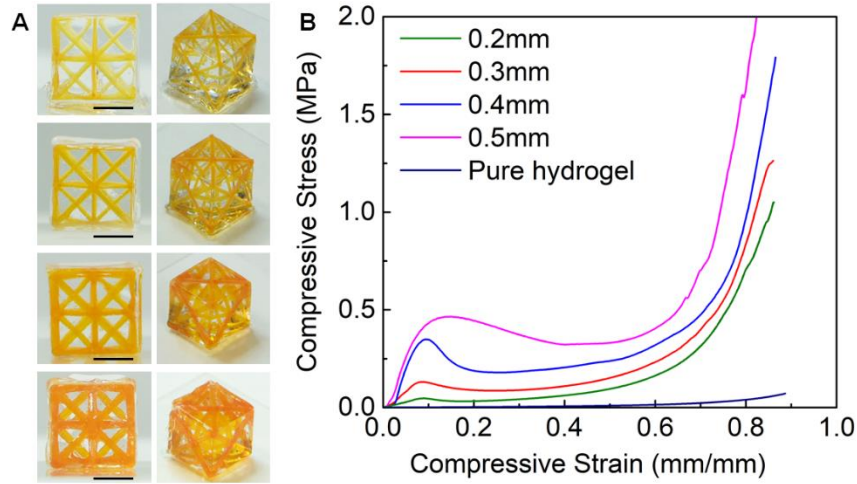 A
B
2.0
1.5
1.0
0.5
0.0
Compressive Stress (MPa)
0.2mm
0.3mm
0.4mm
0.5mm
Pure hydrogel
0.0 0.2 0.4 0.6 0.8 1.0
Compressive Strain (mm/mm)